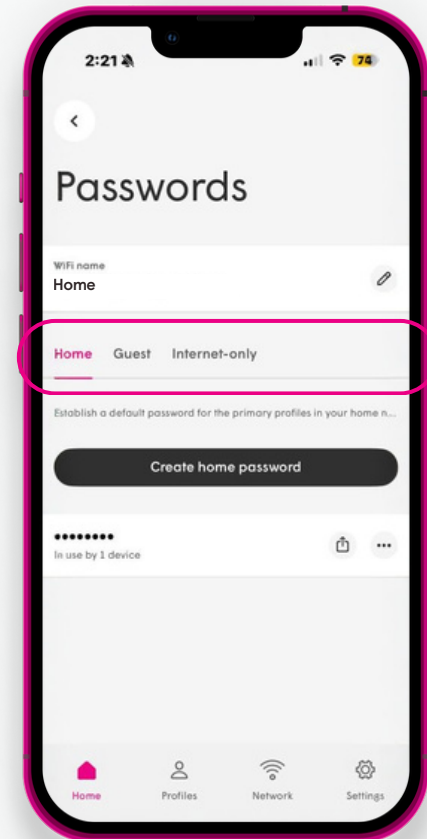 2:21
74
Passwords
WiFi name
Home
Home Guest Internet-only
Establish a default password for the primary profiles in your home n...
Create home password
••••••••
In use by 1 device
Home Profiles Network Settings